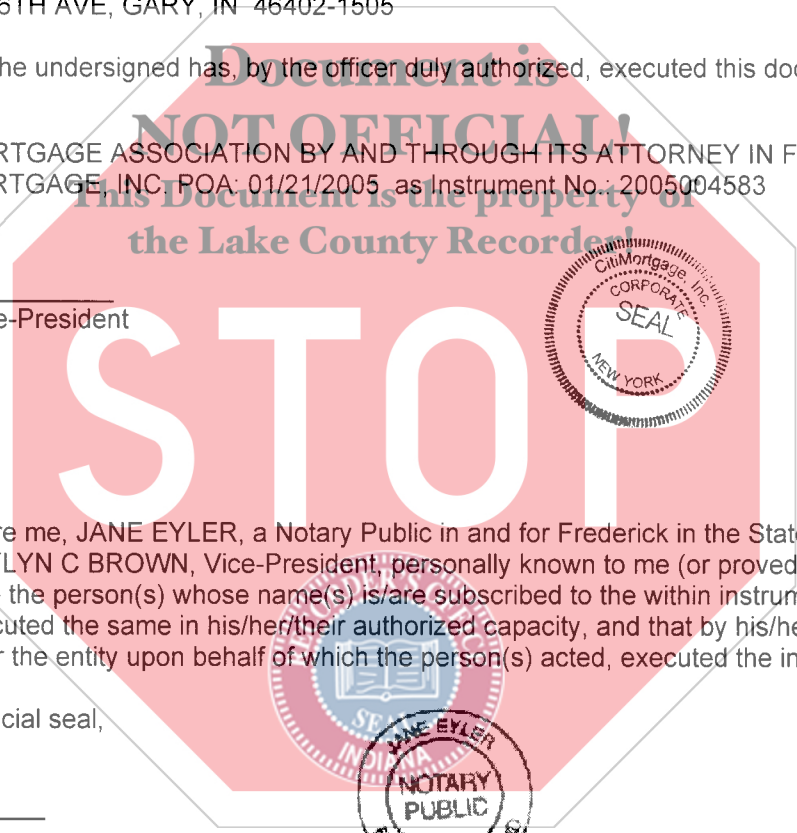 6TH AVE, GARY, IN 46402-1505
Document is
he undersigned has, by the officer duly authorized, executed this doc
NOT OFFICIAL!
RTGAGE ASSOCIATION BY AND THROUGH ITS ATTORNEY IN F
RTGAGE, INC. POA: 01/21/2005 as Instrument No.: 2005004583
This Document is the property of
the Lake County Recorder!
CitiMortgage, Inc.
CORPORATE
SEAL
NEW YORK
e-President
STOP
re me, JANE EYLER, a Notary Public in and for Frederick in the State
LYN C BROWN, Vice-President, personally known to me (or proved
the person(s) whose name(s) is/are subscribed to the within instrum
cuted the same in his/her/their authorized capacity, and that by his/he
r the entity upon behalf of which the person(s) acted, executed the in
SEAL
INDIANA
cial seal,
JANE EYLER
NOTARY
PUBLIC